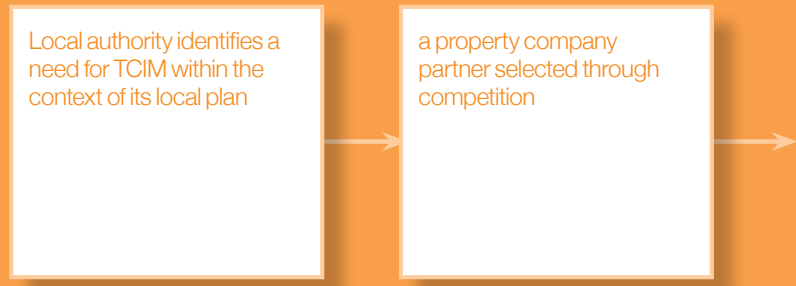 Local authority identifies a
need for TCIM within the
context of its local plan
a property company
partner selected through
competition